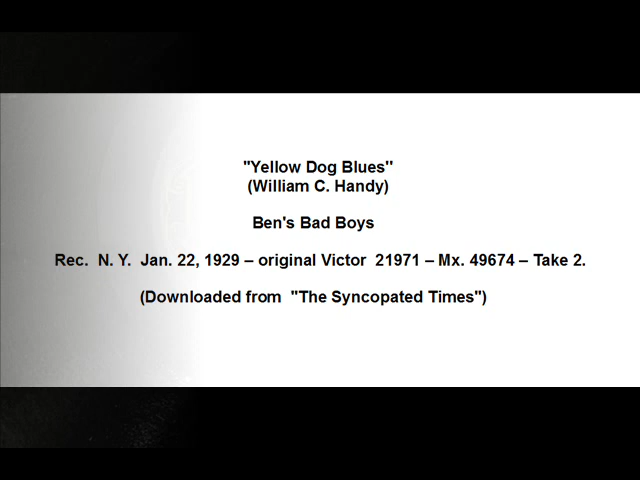 "Yellow Dog Blues"
(William C. Handy)
Ben's Bad Boys
Rec.  N. Y.  Jan. 22, 1929 – original Victor  21971 – Mx. 49674 – Take 2.
(Downloaded from  "The Syncopated Times")